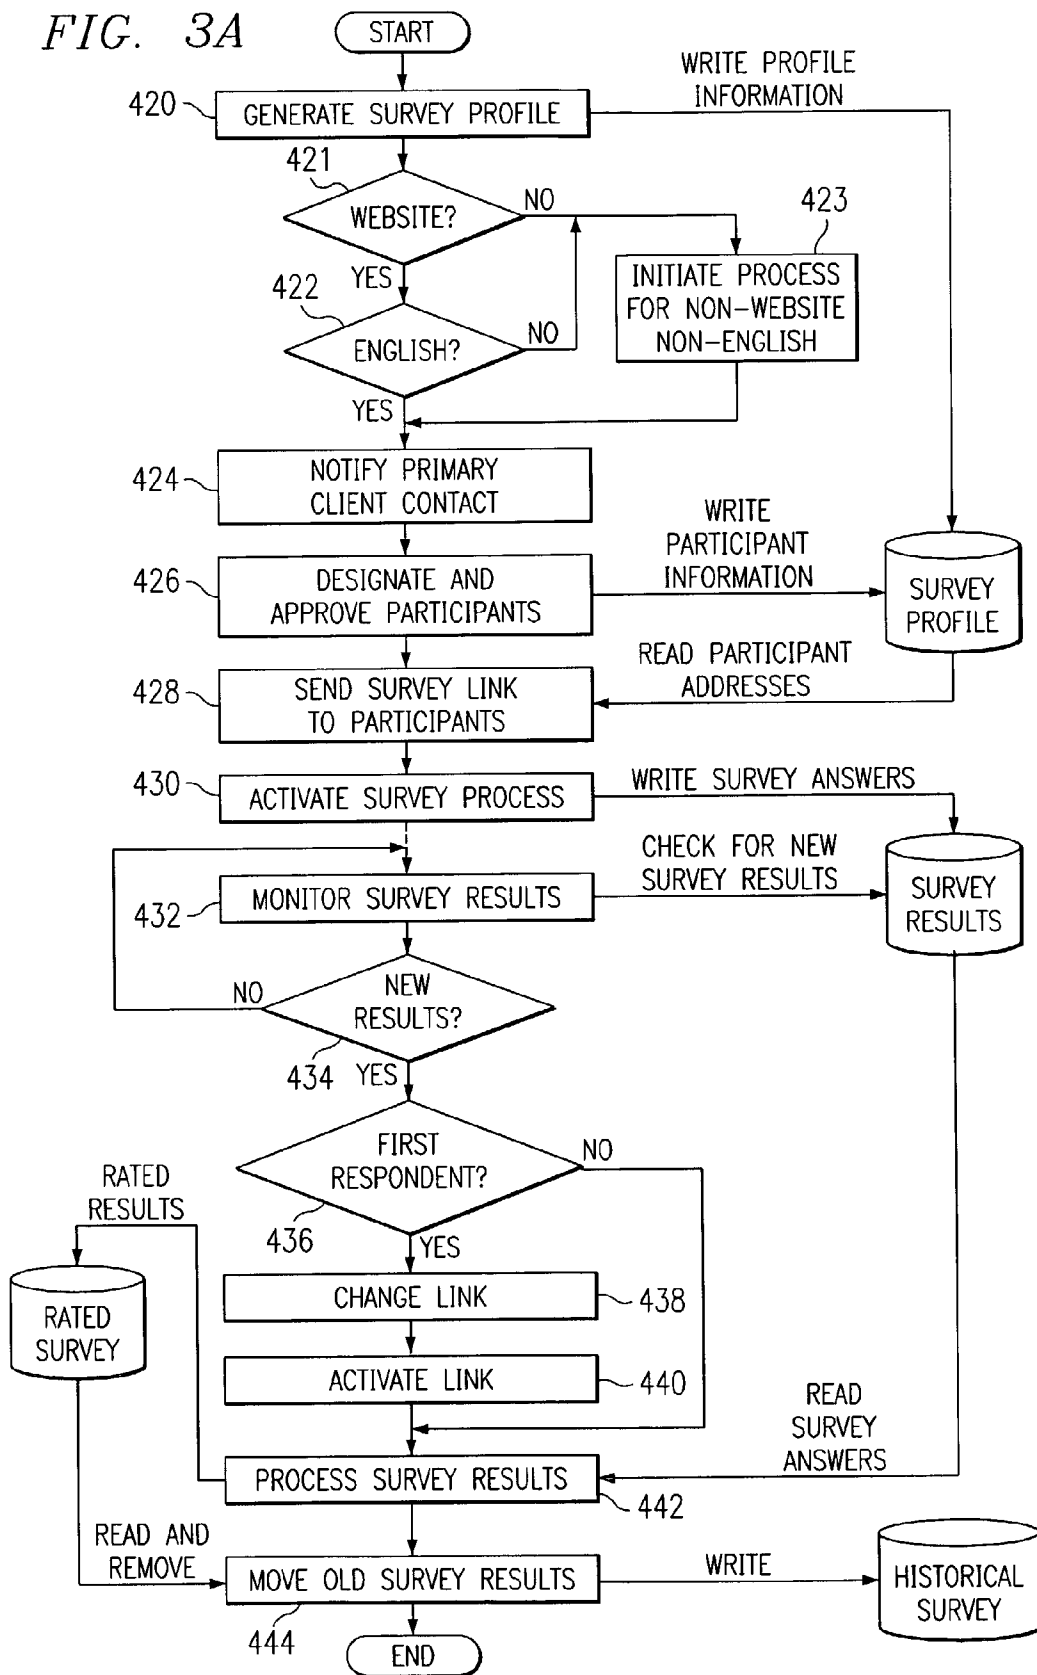 FIG. 3A
START
WRITE PROFILE
INFORMATION
420
GENERATE SURVEY PROFILE
421
WEBSITE?
NO
YES
423
INITIATE PROCESS
FOR NON-WEBSITE
NON-ENGLISH
422
ENGLISH?
NO
YES
424
NOTIFY PRIMARY
CLIENT CONTACT
WRITE
PARTICIPANT
INFORMATION
426
DESIGNATE AND
APPROVE PARTICIPANTS
SURVEY
PROFILE
READ PARTICIPANT
ADDRESSES
428
SEND SURVEY LINK
TO PARTICIPANTS
430
ACTIVATE SURVEY PROCESS
WRITE SURVEY ANSWERS
CHECK FOR NEW
SURVEY RESULTS
432
MONITOR SURVEY RESULTS
SURVEY
RESULTS
NO
NEW
RESULTS?
434
YES
FIRST
RESPONDENT?
NO
RATED
RESULTS
436
YES
CHANGE LINK
438
RATED
SURVEY
ACTIVATE LINK
440
READ
SURVEY
ANSWERS
PROCESS SURVEY RESULTS
442
READ AND
REMOVE
MOVE OLD SURVEY RESULTS
WRITE
HISTORICAL
SURVEY
444
END